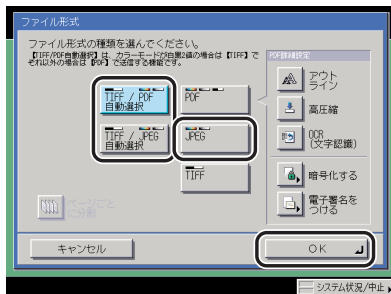 ファイル形式
ファイル形式の種類を選んでください。
【TIFF/PDF自動選択】は、カラーモードが白黒2値の場合は【TIFF】で
それ以外の場合は【PDF】で送信する機能です。
PDF詳細設定
TIFF / PDF
自動選択
PDF
アウト
ライン
高圧縮
TIFF / JPEG
自動選択
JPEG
OCR
(文字認識)
TIFF
暗号化する
ページごと
に分割
電子署名を
つける
キャンセル
OK
システム状況/中止